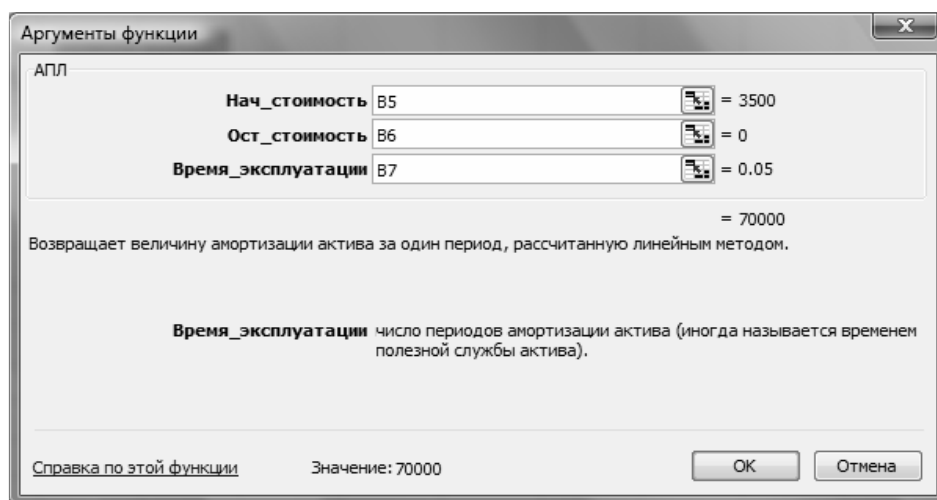 Аргументы функции
АПЛ
Нач_стоимость B5 = 3500
Ост_стоимость B6 = 0
Время_эксплуатации B7 = 0.05
= 70000
Возвращает величину амортизации актива за один период, рассчитанную линейным методом.
Время_эксплуатации число периодов амортизации актива (иногда называется временем
полезной службы актива).
Справка по этой функции Значение: 70000 OK Отмена